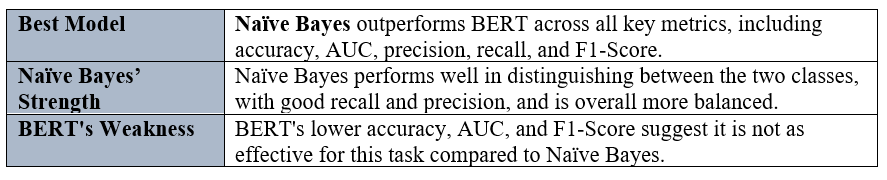 Best Model
Naïve Bayes outperforms BERT across all key metrics, including
accuracy, AUC, precision, recall, and F1-Score.
Naïve Bayes’
Strength
Naïve Bayes performs well in distinguishing between the two classes,
with good recall and precision, and is overall more balanced.
BERT's Weakness
BERT's lower accuracy, AUC, and F1-Score suggest it is not as
effective for this task compared to Naïve Bayes.